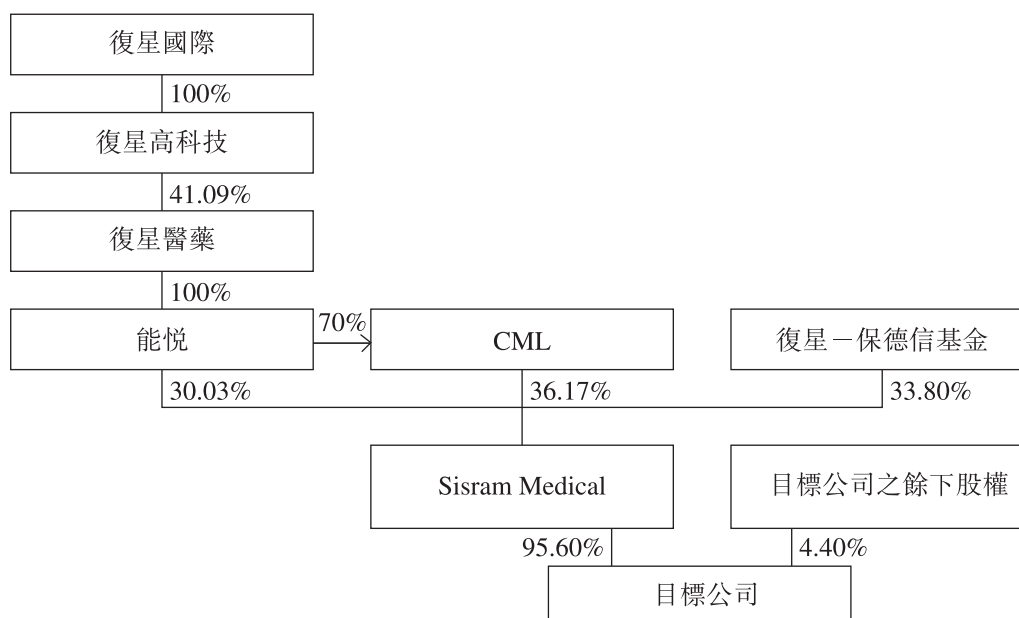 復星國際
100%
復星高科技
41.09%
復星醫藥
100%
能悅
70%
CML
復星－保德信基金
30.03%
36.17%
33.80%
Sisram Medical
目標公司之餘下股權
95.60%
4.40%
目標公司